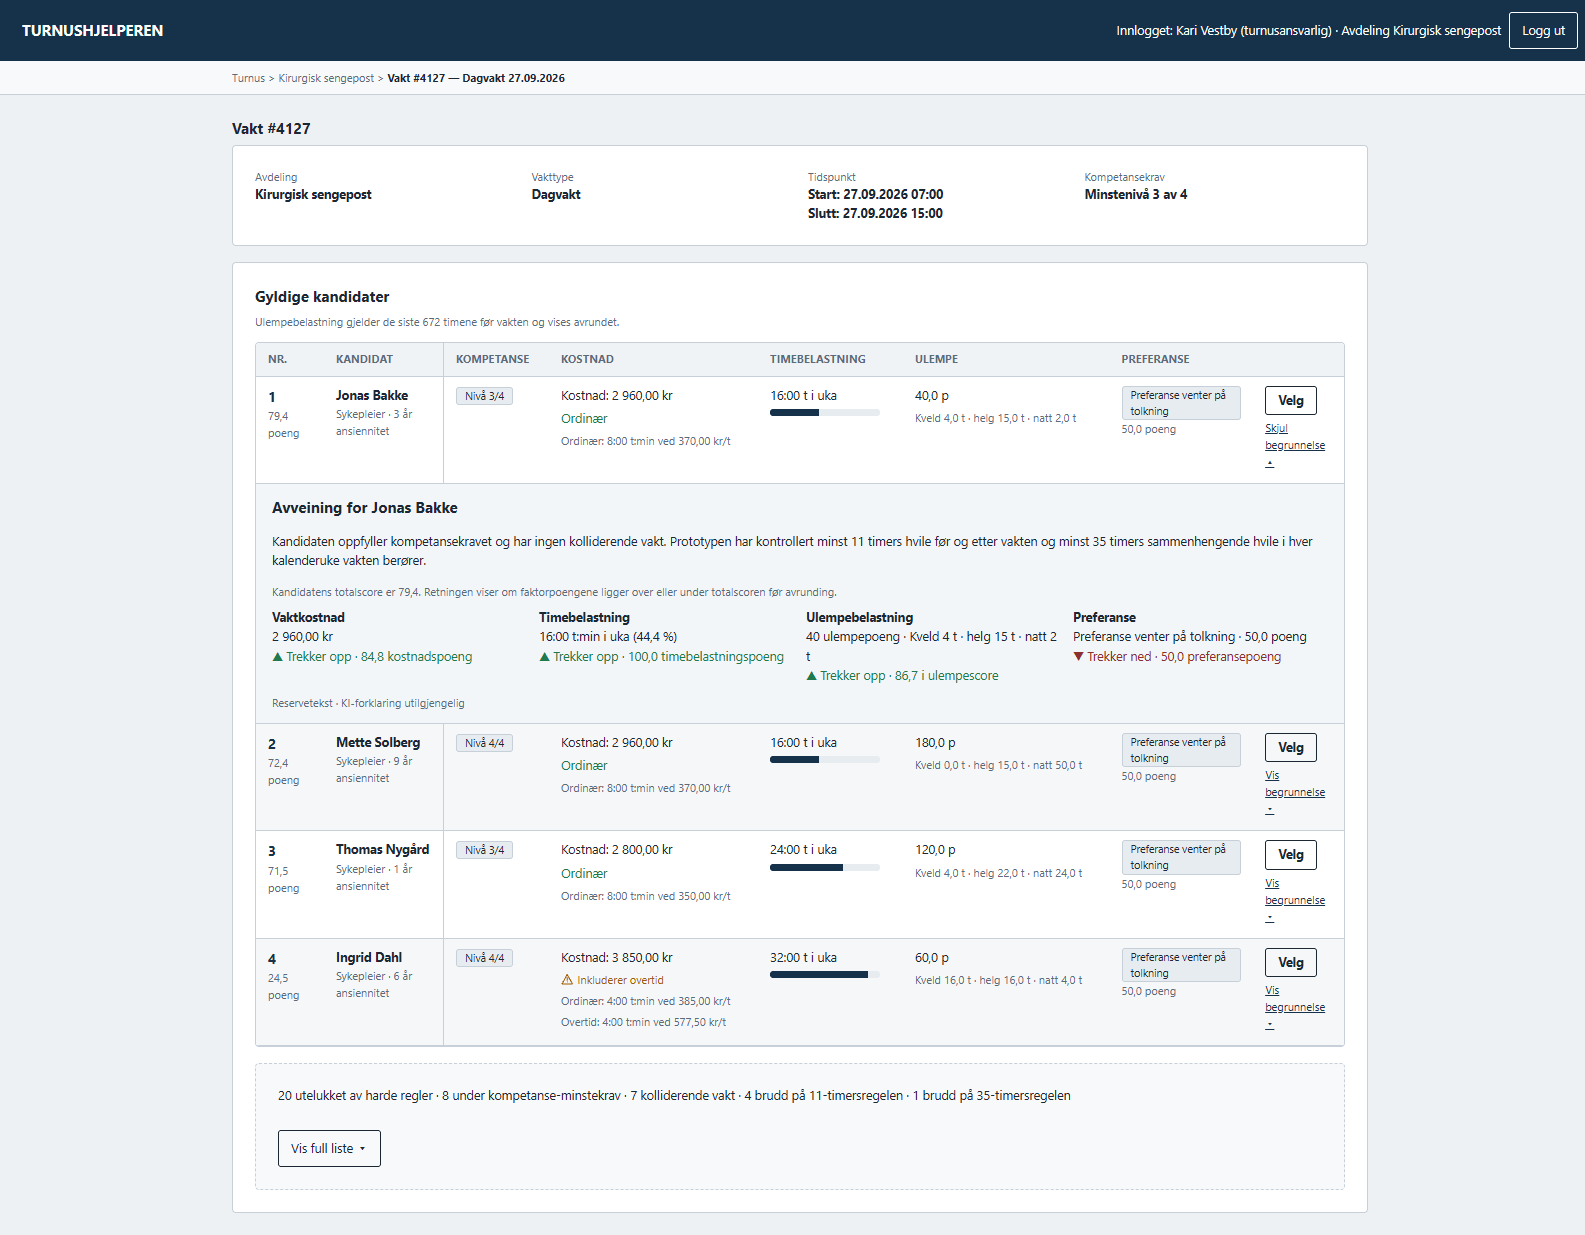 TURNUSHJELPEREN
Innlogget: Kari Vestby (turnusansvarlig) · Avdeling Kirurgisk sengepost
Logg ut
Turnus > Kirurgisk sengepost > Vakt #4127 — Dagvakt 27.09.2026
Vakt #4127
Avdeling
Kirurgisk sengepost
Vakttype
Dagvakt
Tidspunkt
Start: 27.09.2026 07:00
Slutt: 27.09.2026 15:00
Kompetansekrav
Minstenivå 3 av 4
Gyldige kandidater
Ulempebelastning gjelder de siste 672 timene før vakten og vises avrundet.
NR. KANDIDAT KOMPETANSE KOSTNAD TIMEBELASTNING ULEMPE PREFERANSE
1
79,4
poeng
Jonas Bakke
Sykepleier · 3 år
ansiennitet
Nivå 3/4
Kostnad: 2 960,00 kr
Ordinær
Ordinær: 8:00 t:min ved 370,00 kr/t
16:00 t i uka
40,0 p
Kveld 4,0 t · helg 15,0 t · natt 2,0 t
Preferanse venter på
tolkning
50,0 poeng
Velg
Skjul
begrunnelse
▴
Avveining for Jonas Bakke
Kandidaten oppfyller kompetansekravet og har ingen kolliderende vakt. Prototypen har kontrollert minst 11 timers hvile før og etter vakten og minst 35 timers sammenhengende hvile i hver
kalenderuke vakten berører.
Kandidatens totalscore er 79,4. Retningen viser om faktorpoengene ligger over eller under totalscoren før avrunding.
Vaktkostnad
2 960,00 kr
▲ Trekker opp · 84,8 kostnadspoeng
Timebelastning
16:00 t:min i uka (44,4 %)
▲ Trekker opp · 100,0 timebelastningspoeng
Ulempebelastning
40 ulempepoeng · Kveld 4 t · helg 15 t · natt 2
t
▲ Trekker opp · 86,7 i ulempescore
Preferanse
Preferanse venter på tolkning · 50,0 poeng
▼ Trekker ned · 50,0 preferansepoeng
Reservetekst · KI-forklaring utilgjengelig
2
72,4
poeng
Mette Solberg
Sykepleier · 9 år
ansiennitet
Nivå 4/4
Kostnad: 2 960,00 kr
Ordinær
Ordinær: 8:00 t:min ved 370,00 kr/t
16:00 t i uka
180,0 p
Kveld 0,0 t · helg 15,0 t · natt 50,0 t
Preferanse venter på
tolkning
50,0 poeng
Velg
Vis
begrunnelse
▾
3
71,5
poeng
Thomas Nygård
Sykepleier · 1 år
ansiennitet
Nivå 3/4
Kostnad: 2 800,00 kr
Ordinær
Ordinær: 8:00 t:min ved 350,00 kr/t
24:00 t i uka
120,0 p
Kveld 4,0 t · helg 22,0 t · natt 24,0 t
Preferanse venter på
tolkning
50,0 poeng
Velg
Vis
begrunnelse
▾
4
24,5
poeng
Ingrid Dahl
Sykepleier · 6 år
ansiennitet
Nivå 4/4
Kostnad: 3 850,00 kr
⚠ Inkluderer overtid
Ordinær: 4:00 t:min ved 385,00 kr/t
Overtid: 4:00 t:min ved 577,50 kr/t
32:00 t i uka
60,0 p
Kveld 16,0 t · helg 16,0 t · natt 4,0 t
Preferanse venter på
tolkning
50,0 poeng
Velg
Vis
begrunnelse
▾
20 utelukket av harde regler · 8 under kompetanse-minstekrav · 7 kolliderende vakt · 4 brudd på 11-timersregelen · 1 brudd på 35-timersregelen
Vis full liste ▾